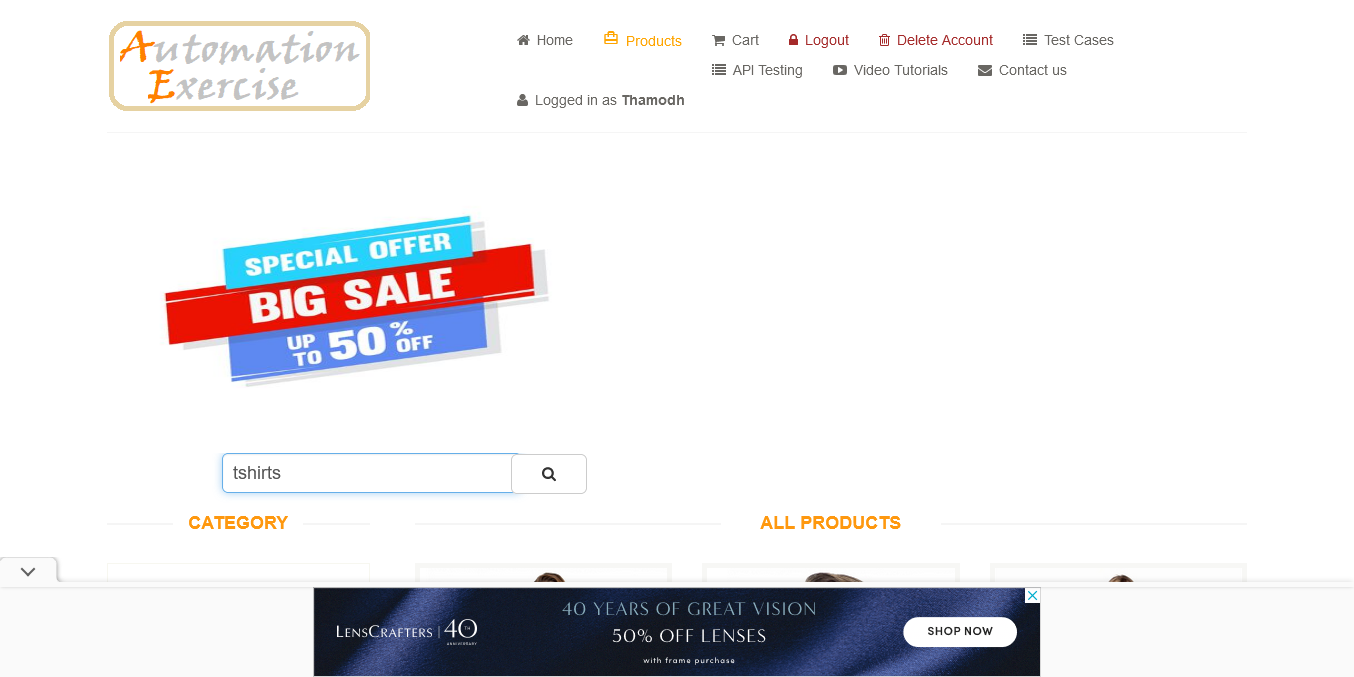 Automation
Exercise
Home Products Cart Logout Delete Account Test Cases
API Testing Video Tutorials Contact us
Logged in as Thamodh
SPECIAL OFFER
BIG SALE
UP TO 50% OFF
tshirts
CATEGORY
ALL PRODUCTS
LENSCRAFTERS | 40TH ANNIVERSARY
40 YEARS OF GREAT VISION
50% OFF LENSES
with frame purchase
SHOP NOW